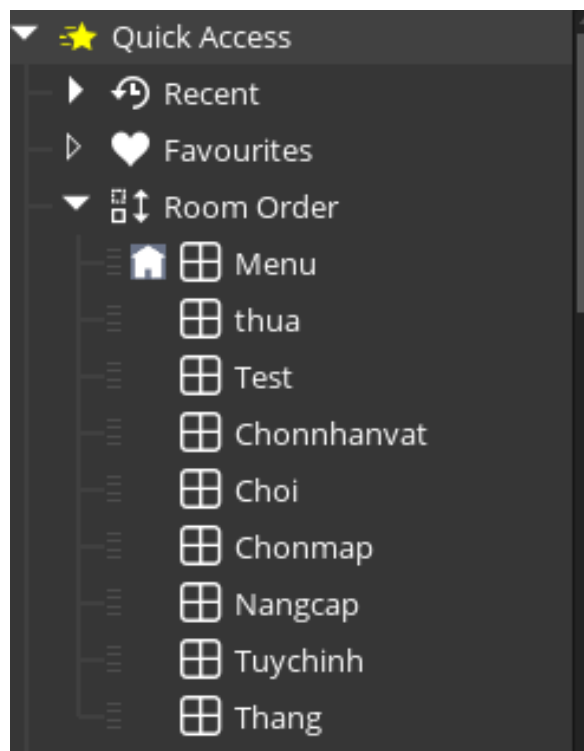 Quick Access
Recent
Favourites
Room Order
Menu
thua
Test
Chonnhanvat
Choi
Chonmap
Nangcap
Tuychinh
Thang